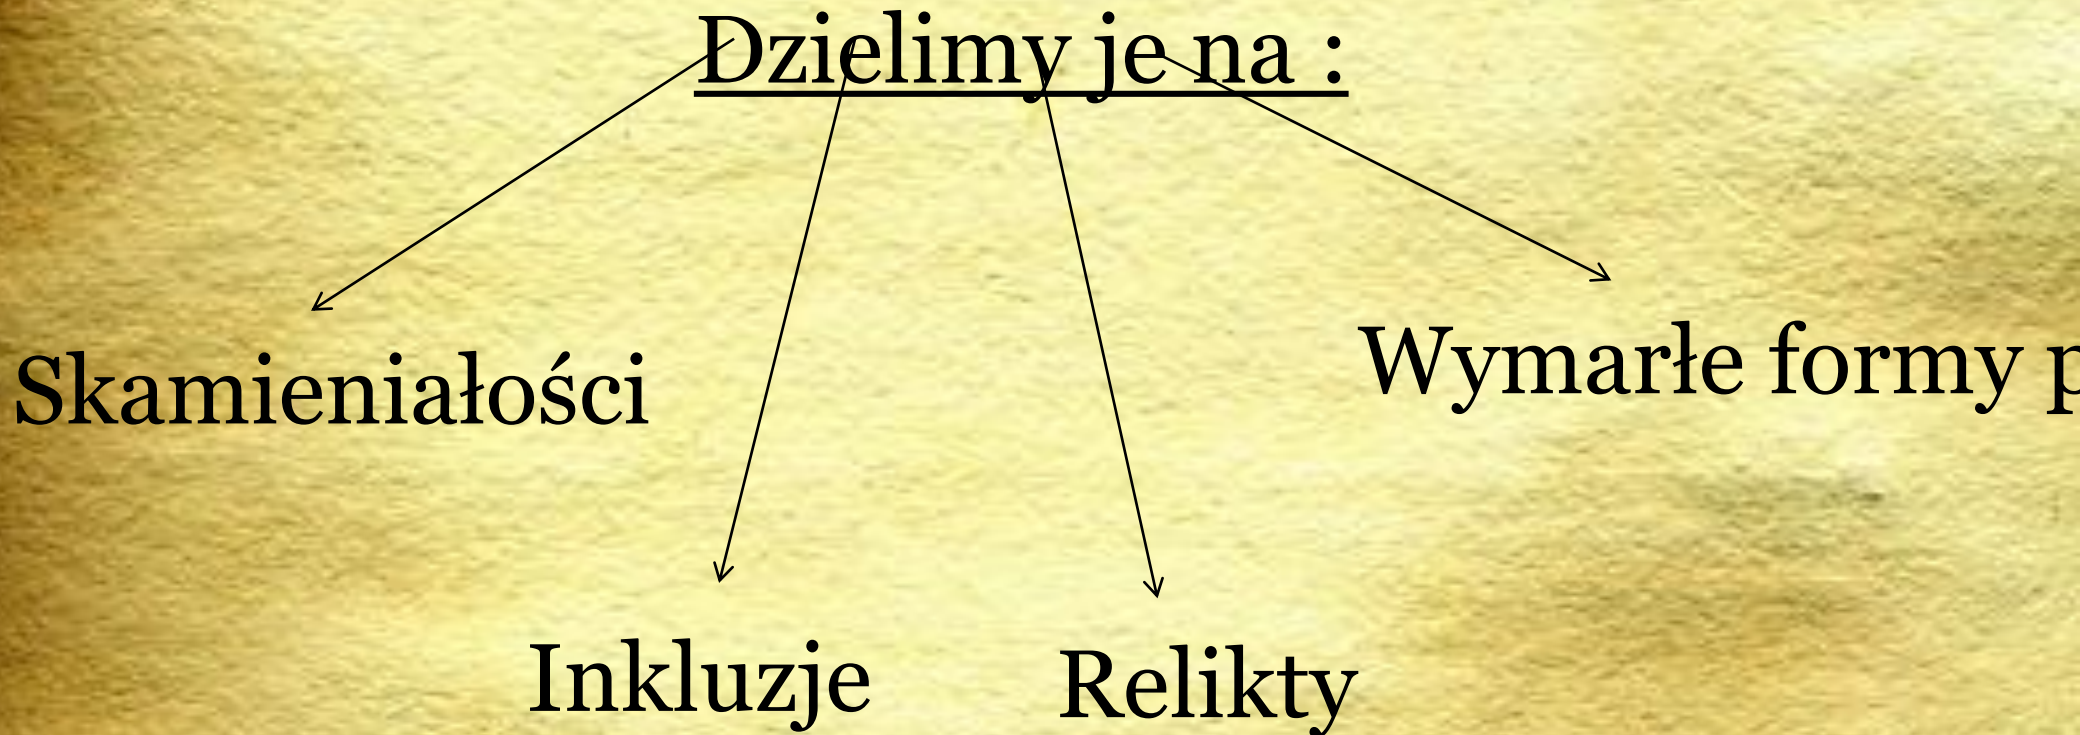 Dzielimy je na :
Wymarłe formy p
Skamieniałości
Inkluzje
Relikty